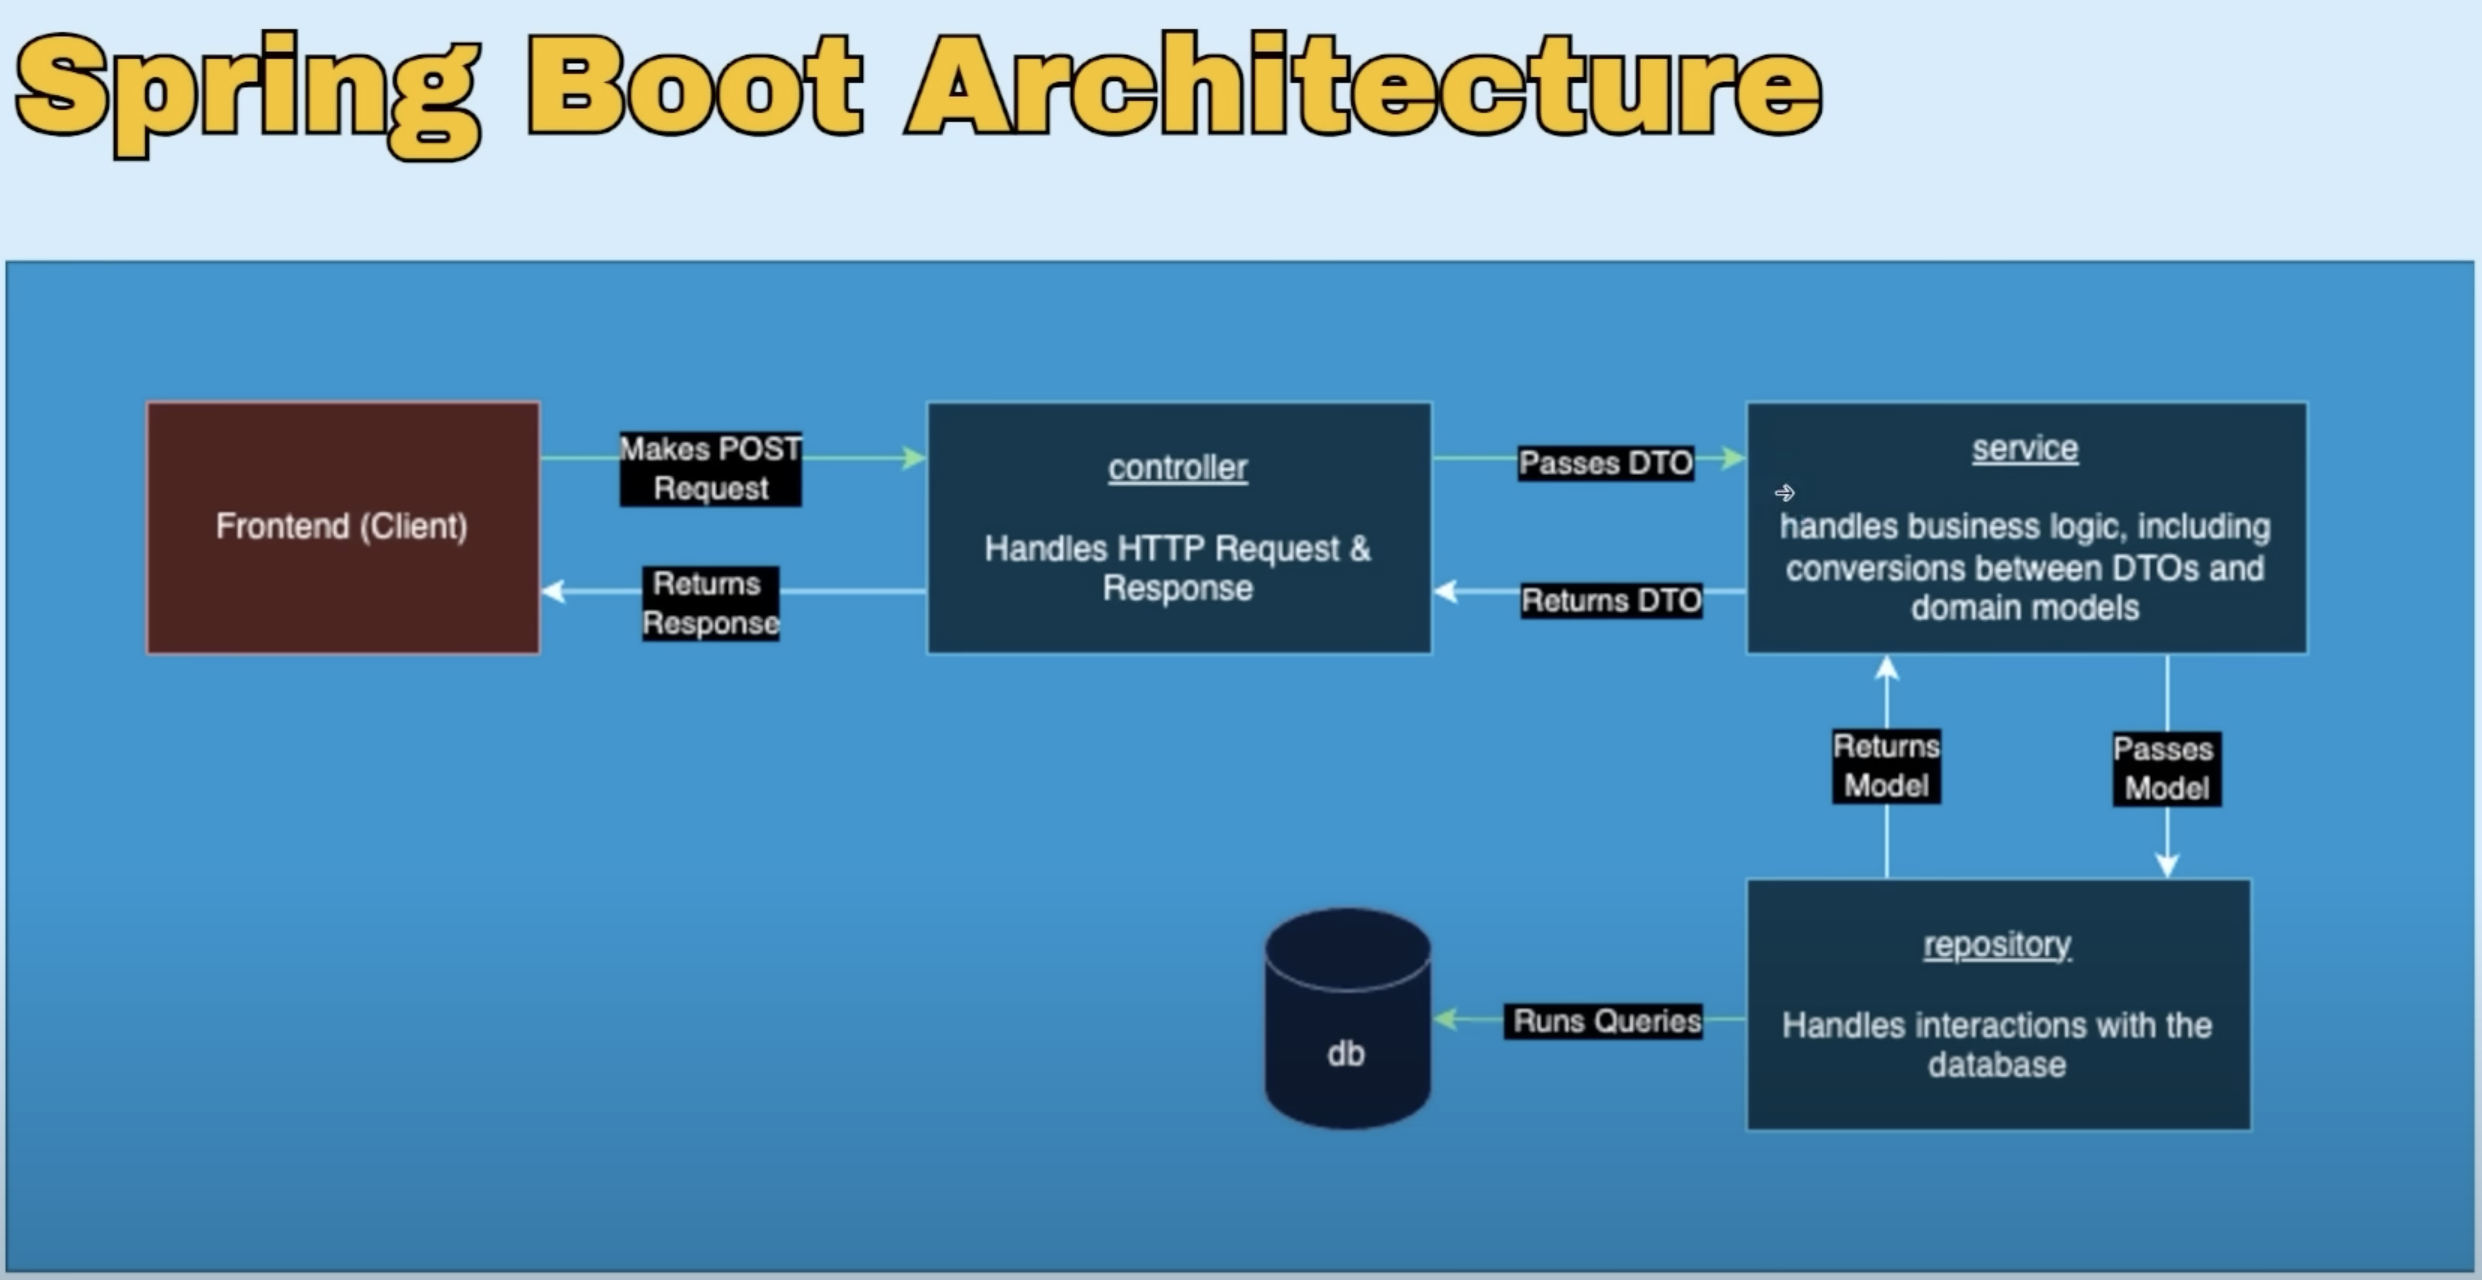 Spring Boot Architecture
Frontend (Client)
Makes POST
Request
Returns
Response
controller
Handles HTTP Request &
Response
Passes DTO
Returns DTO
service
handles business logic, including
conversions between DTOs and
domain models
Returns
Model
Passes
Model
repository
Handles interactions with the
database
Runs Queries
db